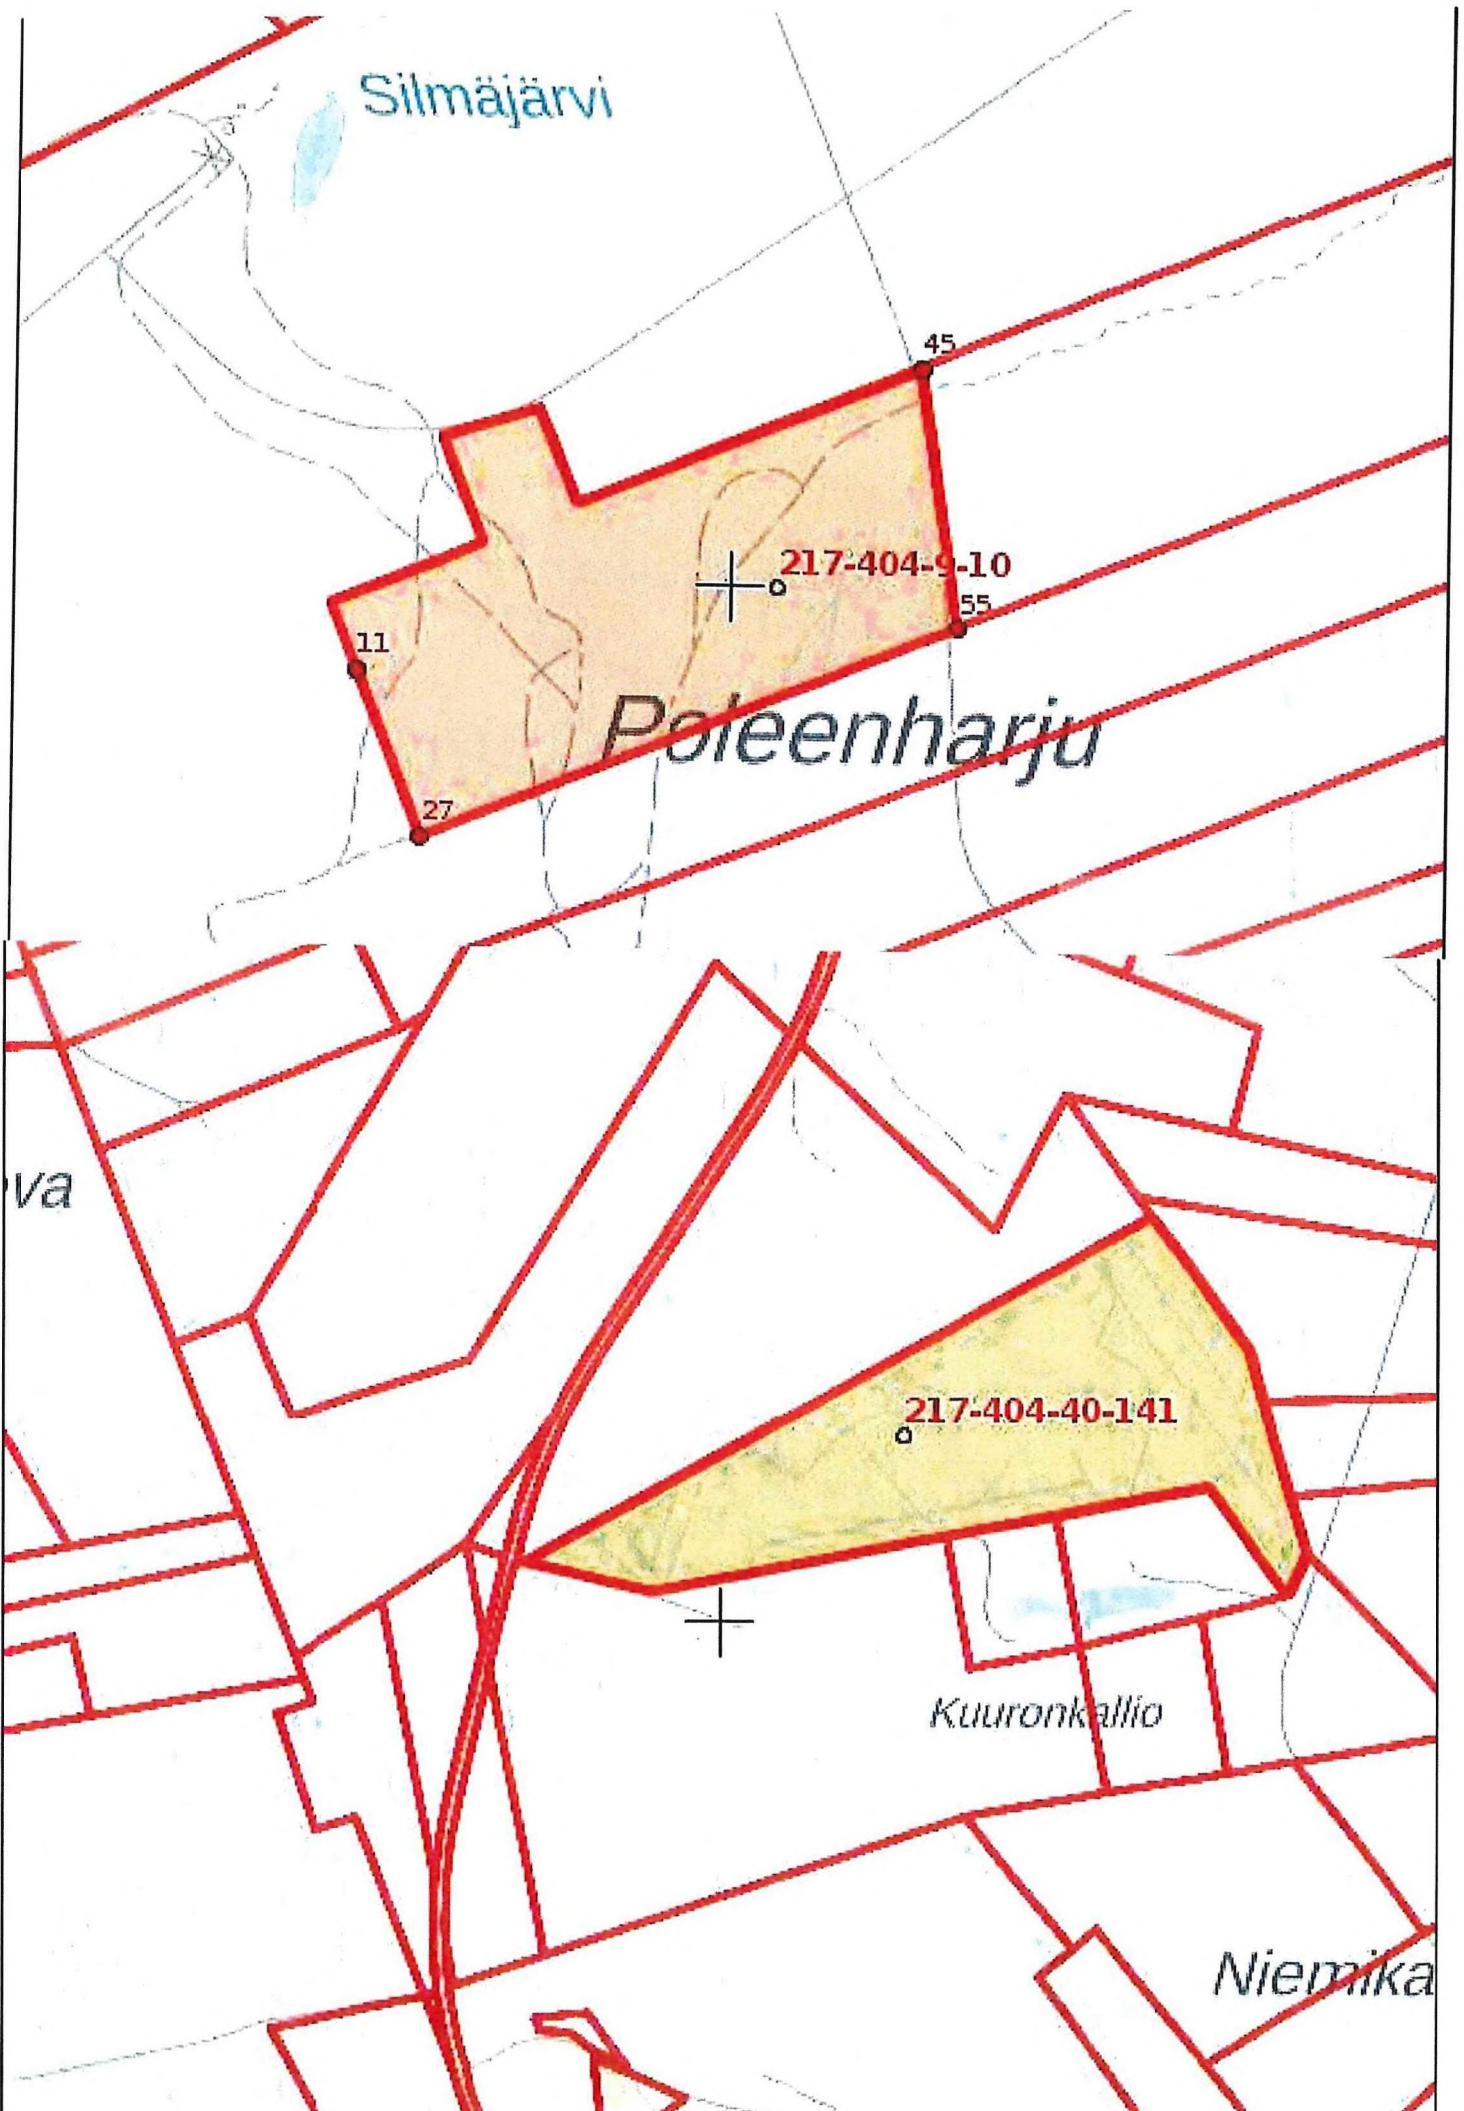 Silmäjärvi
45
217-404-9-10
55
11
Poleenharju
27
va
217-404-40-141
Kuuronkallio
Niemika